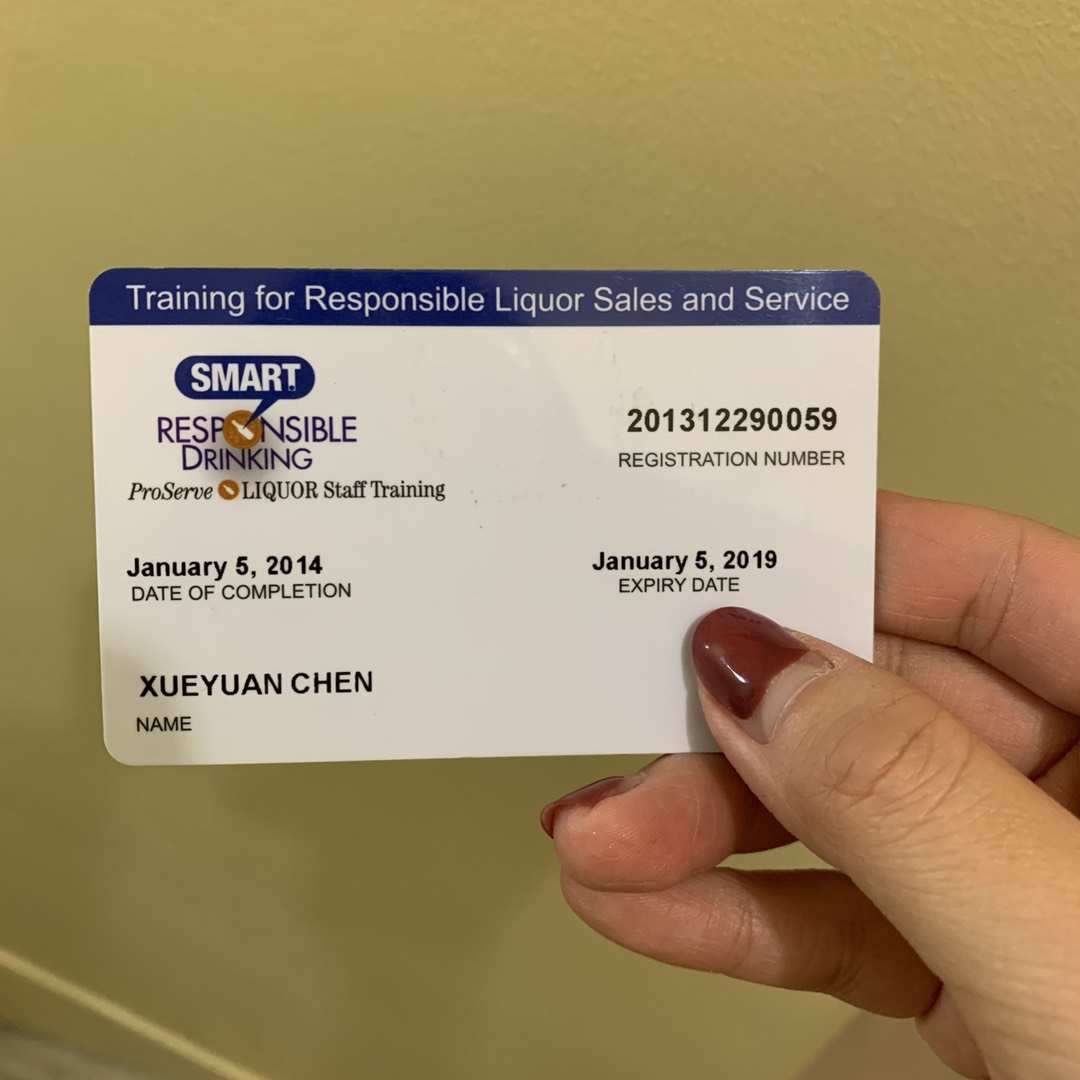 Training for Responsible Liquor Sales and Service
SMART
RESPONSIBLE
DRINKING
ProServe LIQUOR Staff Training
201312290059
REGISTRATION NUMBER
January 5, 2014
DATE OF COMPLETION
January 5, 2019
EXPIRY DATE
XUEYUAN CHEN
NAME